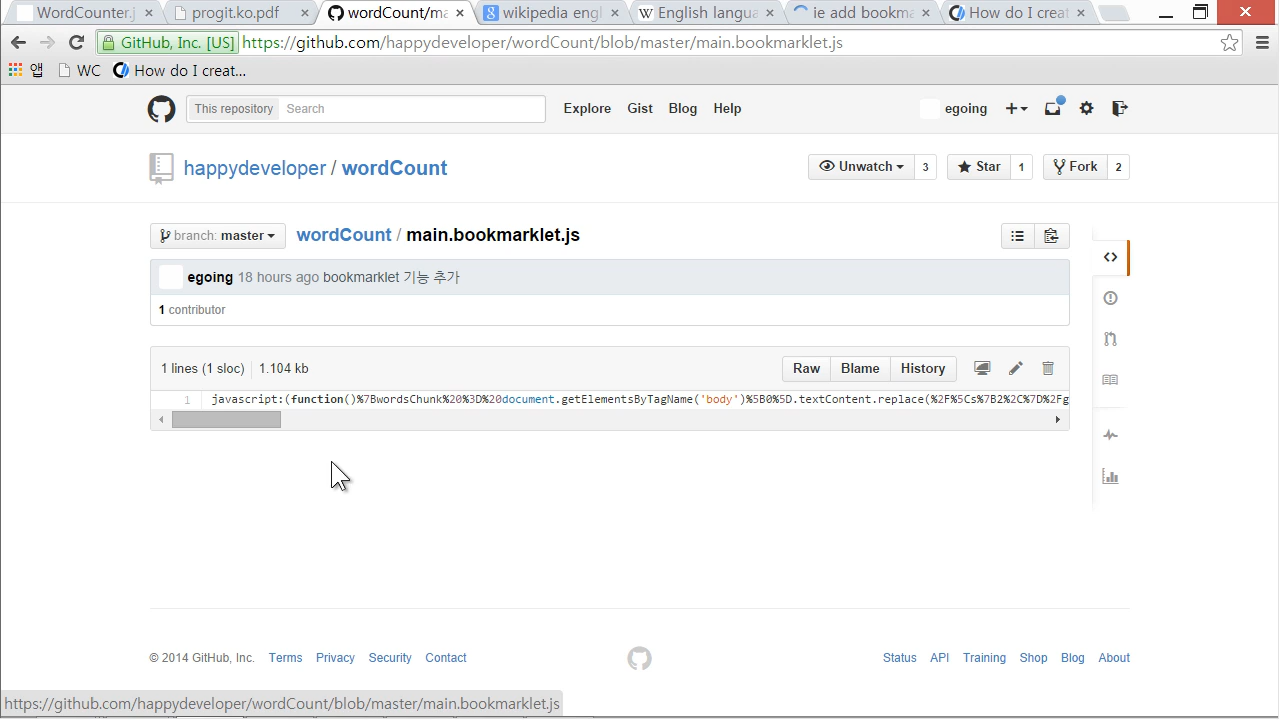 WordCounter.j
progit.ko.pdf
wordCount/ma
wikipedia engl
English langua
ie add bookma
How do I creat
GitHub, Inc. [US] https://github.com/happydeveloper/wordCount/blob/master/main.bookmarklet.js
앱 WC How do I creat...
This repository Search Explore Gist Blog Help egoing
happydeveloper / wordCount Unwatch 3 Star 1 Fork 2
branch: master wordCount / main.bookmarklet.js
egoing 18 hours ago bookmarklet 기능 추가
1 contributor
1 lines (1 sloc) 1.104 kb Raw Blame History
1 javascript:(function()%7BwordsChunk%20%3D%20document.getElementsByTagName('body')%5B0%5D.textContent.replace(%2F%5Cs%7B2%2C%7D%2Fg
© 2014 GitHub, Inc. Terms Privacy Security Contact Status API Training Shop Blog About
https://github.com/happydeveloper/wordCount/blob/master/main.bookmarklet.js